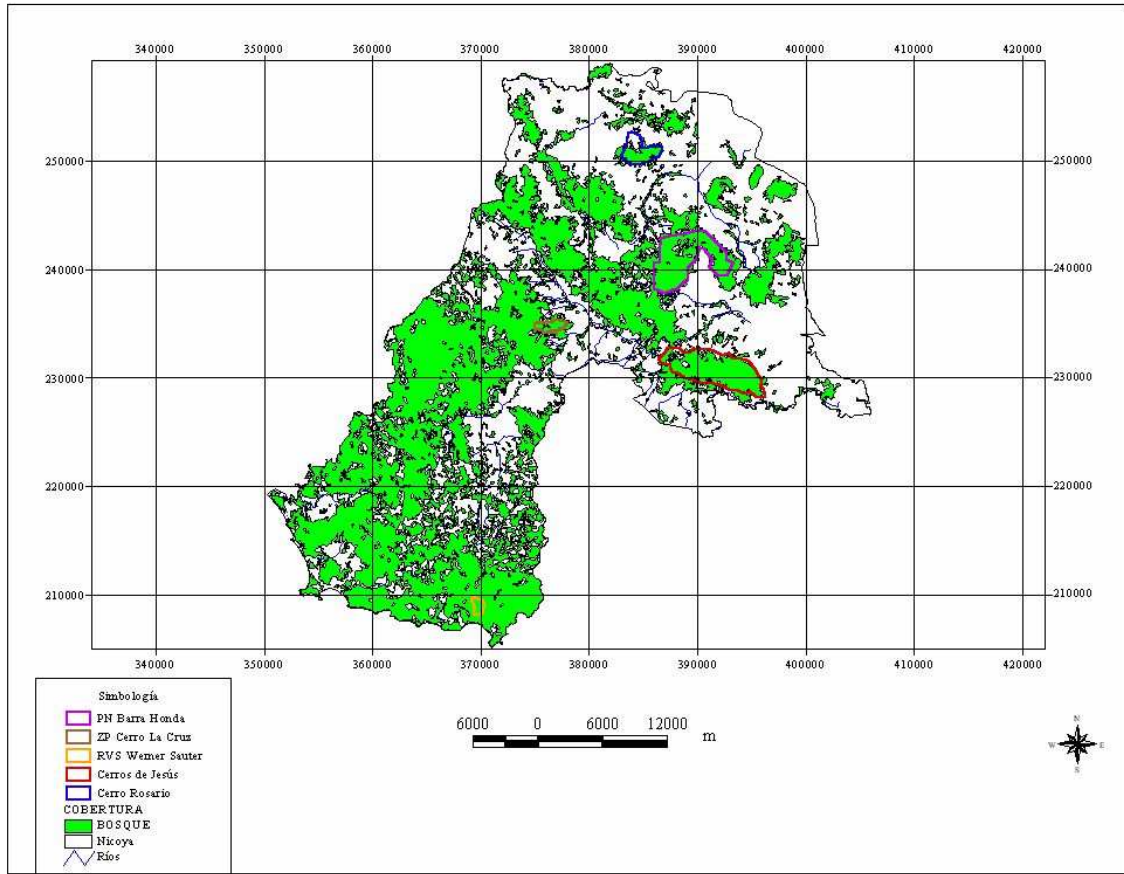 340000 350000 360000 370000 380000 390000 400000 410000 420000
250000 250000
240000 240000
230000 230000
220000 220000
210000 210000
340000 350000 360000 370000 380000 390000 400000 410000 420000
Simbología
PN Barra Honda
ZP Cerro La Cruz
RVS Werner Sauter
Cerros de Jesús
Cerro Rosario
COBERTURA
BOSQUE
Nicoya
Ríos
6000 0 6000 12000 m
N
W E
S